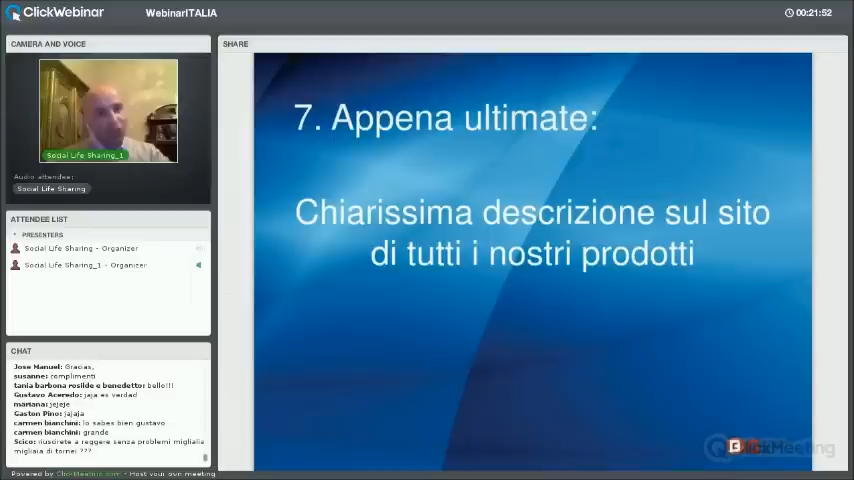 ClickWebinar
WebinarITALIA
00:21:52
CAMERA AND VOICE
Social Life Sharing_1
Audio attendee:
Social Life Sharing
SHARE
7. Appena ultimate:
Chiarissima descrizione sul sito
di tutti i nostri prodotti
ATTENDEE LIST
PRESENTERS
Social Life Sharing - Organizer
Social Life Sharing_1 - Organizer
CHAT
Jose Manuel: Gracias,
susanne: complimenti
tania barbona rosilde e benedetto: bello!!!
Gustavo Aceredo: jaja es verdad
mariana: jejeje
Gaston Pino: jajaja
carmen bianchini: lo sabes bien gustavo
carmen bianchini: grande
Scico: riusdrete a reggere senza problemi migliaia
migliaia di tornei ???
ClickMeeting
Powered by ClickMeeting.com - Host your own meeting